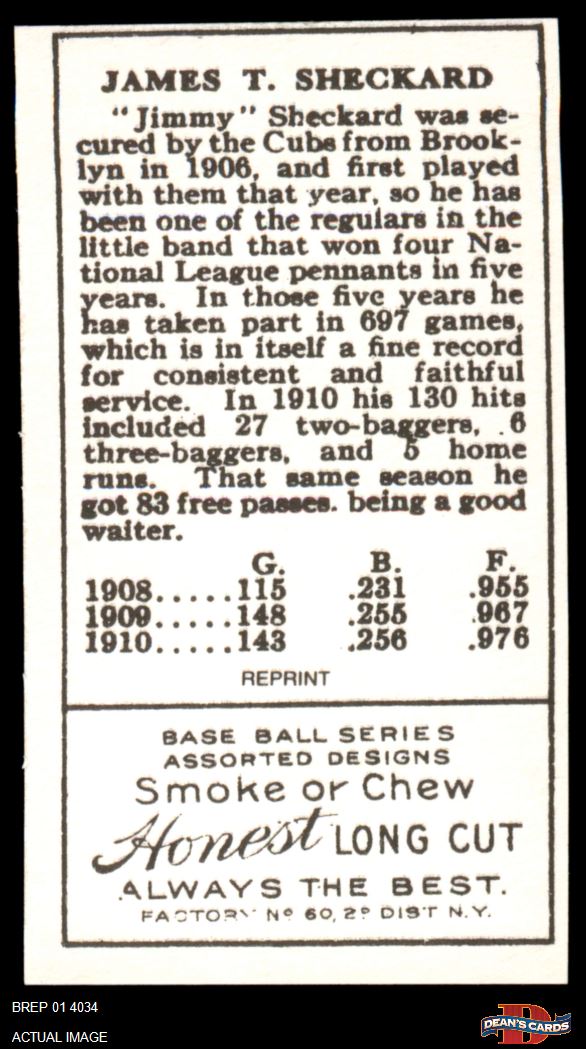 JAMES T. SHECKARD
"Jimmy" Sheckard was se-
cured by the Cubs from Brook-
lyn in 1906, and first played
with them that year, so he has
been one of the regulars in the
little band that won four Na-
tional League pennants in five
years. In those five years he
has taken part in 697 games,
which is in itself a fine record
for consistent and faithful
service. In 1910 his 130 hits
included 27 two-baggers, 6
three-baggers, and 5 home
runs. That same season he
got 83 free passes. being a good
waiter.
G. B. F.
1908.....115 .231 .955
1909.....148 .255 .967
1910.....143 .256 .976
REPRINT
BASE BALL SERIES
ASSORTED DESIGNS
Smoke or Chew
Honest LONG CUT
ALWAYS THE BEST.
FACTORY Nº 60, 2º DIS'T N.Y.
BREP 01 4034
ACTUAL IMAGE
DEAN'S CARDS